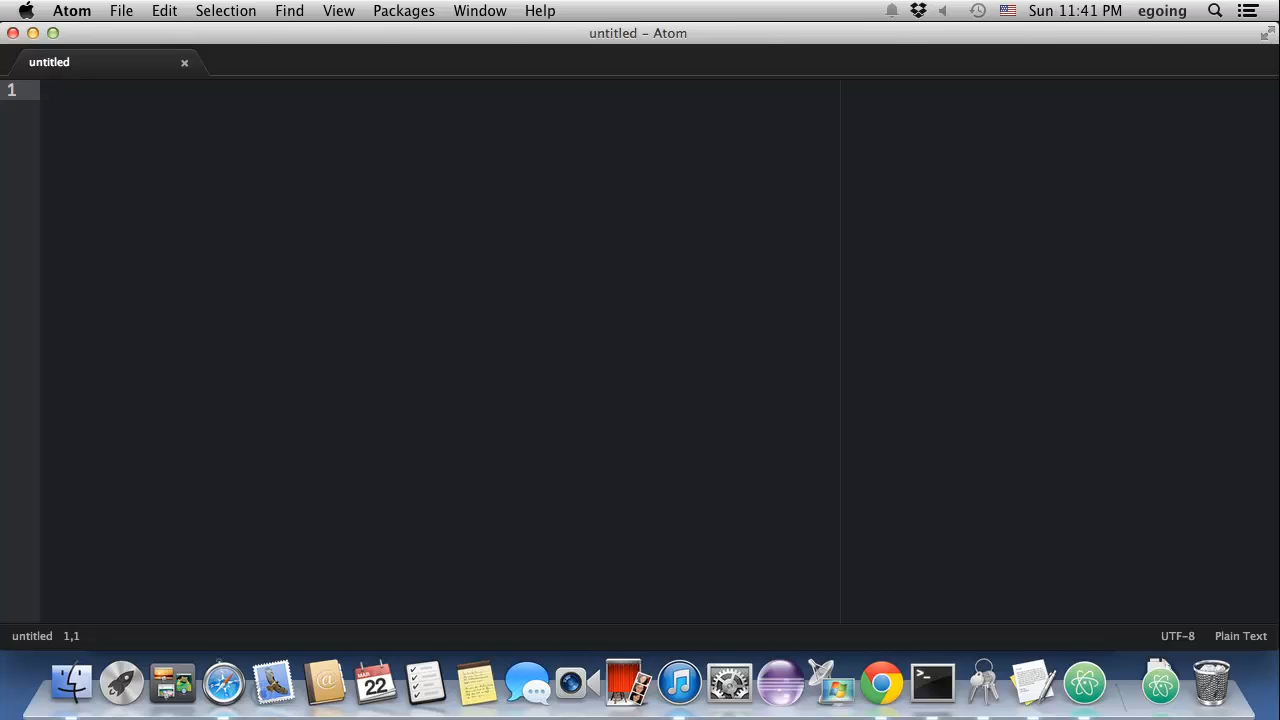 Atom File Edit Selection Find View Packages Window Help Sun 11:41 PM egoing
untitled – Atom
untitled
1
untitled 1,1 UTF-8 Plain Text
MAR
22